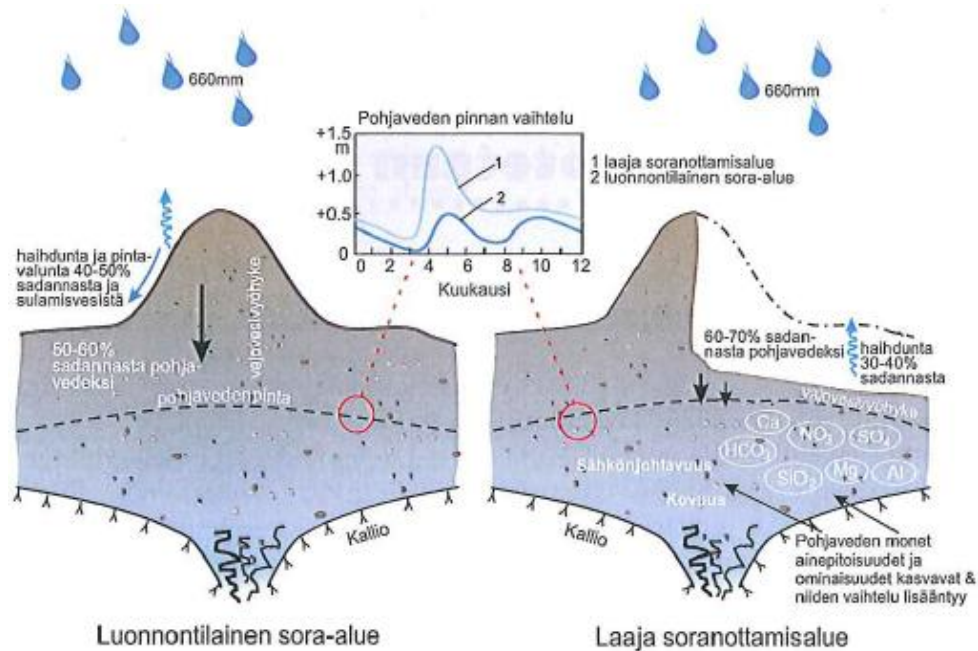 660mm
660mm
Pohjaveden pinnan vaihtelu
+1.5
m
+1.0
+0.5
0
0 2 4 6 8 10 12
Kuukausi
1
2
1 laaja soranottamisalue
2 luonnontilainen sora-alue
haihdunta ja pinta-
valunta 40-50%
sadannasta ja
sulamisvesistä
50-60%
sadannasta pohja-
vedeksi
vajovesivyöhyke
pohjavedenpinta
Kallio
Luonnontilainen sora-alue
60-70% sadan-
nasta pohjavedeksi
haihdunta
30-40%
sadannasta
vajovesivyöhyke
Ca
NO3
SO4
HCO3
SiO2
Mg
Al
Sähkönjohtavuus
Kovuus
Kallio
Pohjaveden monet
ainepitoisuudet ja
ominaisuudet kasvavat &
niiden vaihtelu lisääntyy
Laaja soranottamisalue